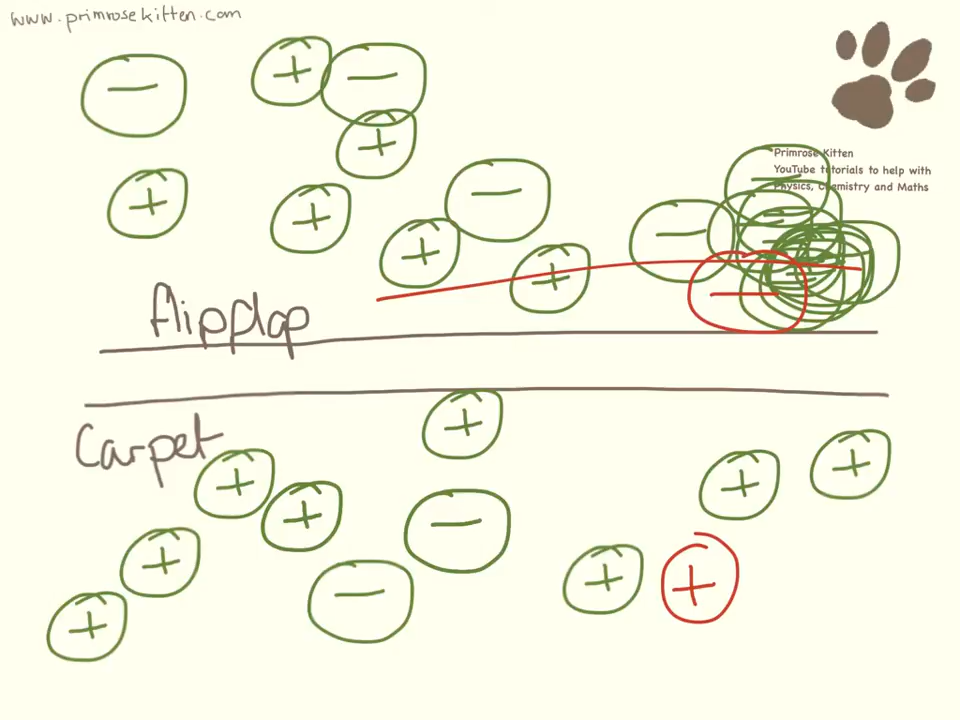 www.primrosekitten.com
Primrose Kitten
YouTube tutorials to help with
Physics, Chemistry and Maths
flipflop
Carpet